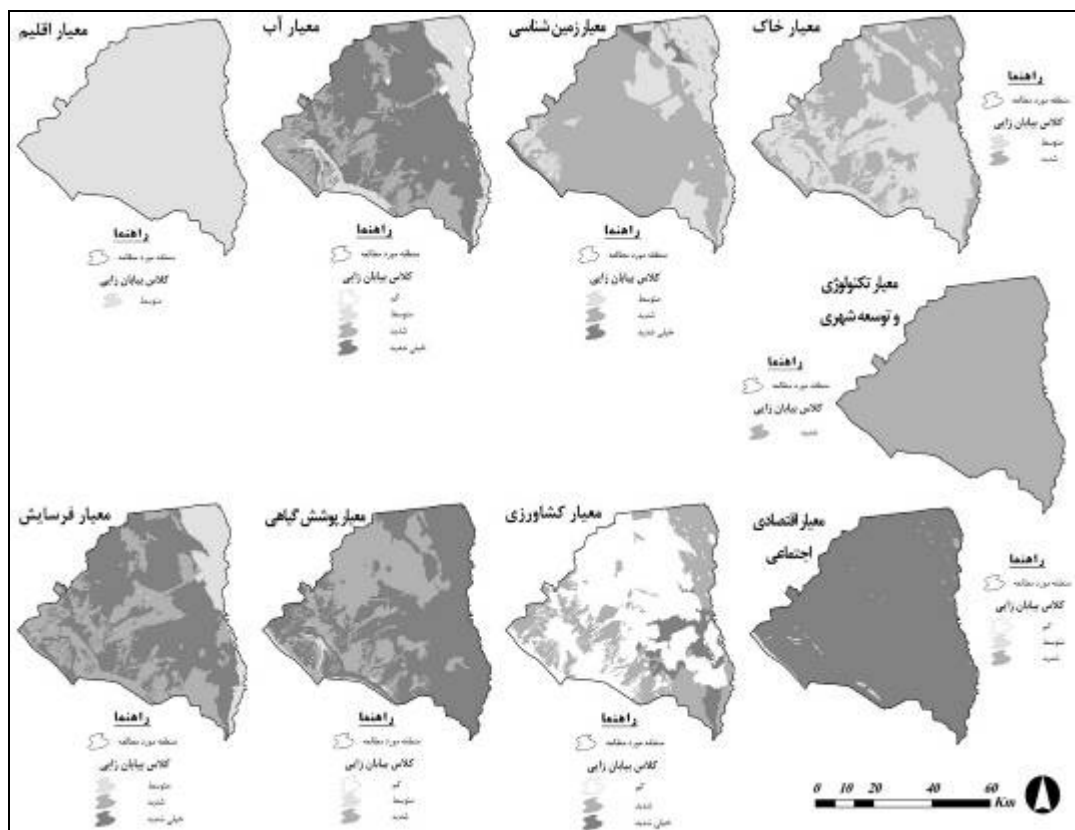 معیار خاک
راهنما
منطقه مورد مطالعه
کلاس بیابان زایی
متوسط
شدید
معیار زمین شناسی
راهنما
منطقه مورد مطالعه
کلاس بیابان زایی
متوسط
شدید
خیلی شدید
معیار آب
راهنما
منطقه مورد مطالعه
کلاس بیابان زایی
کم
متوسط
شدید
خیلی شدید
معیار اقلیم
راهنما
منطقه مورد مطالعه
کلاس بیابان زایی
متوسط
معیار تکنولوژی
و توسعه شهری
راهنما
منطقه مورد مطالعه
کلاس بیابان زایی
شدید
معیار اقتصادی
اجتماعی
راهنما
منطقه مورد مطالعه
کلاس بیابان زایی
کم
متوسط
شدید
معیار کشاورزی
راهنما
منطقه مورد مطالعه
کلاس بیابان زایی
کم
شدید
خیلی شدید
معیار پوشش گیاهی
راهنما
منطقه مورد مطالعه
کلاس بیابان زایی
کم
متوسط
شدید
معیار فرسایش
راهنما
منطقه مورد مطالعه
کلاس بیابان زایی
متوسط
شدید
خیلی شدید
0 10 20 40 60
Km